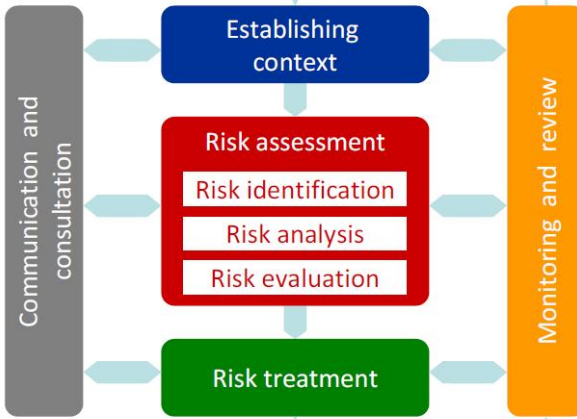 Communication and
consultation
Establishing
context
Risk assessment
Risk identification
Risk analysis
Risk evaluation
Risk treatment
Monitoring and review